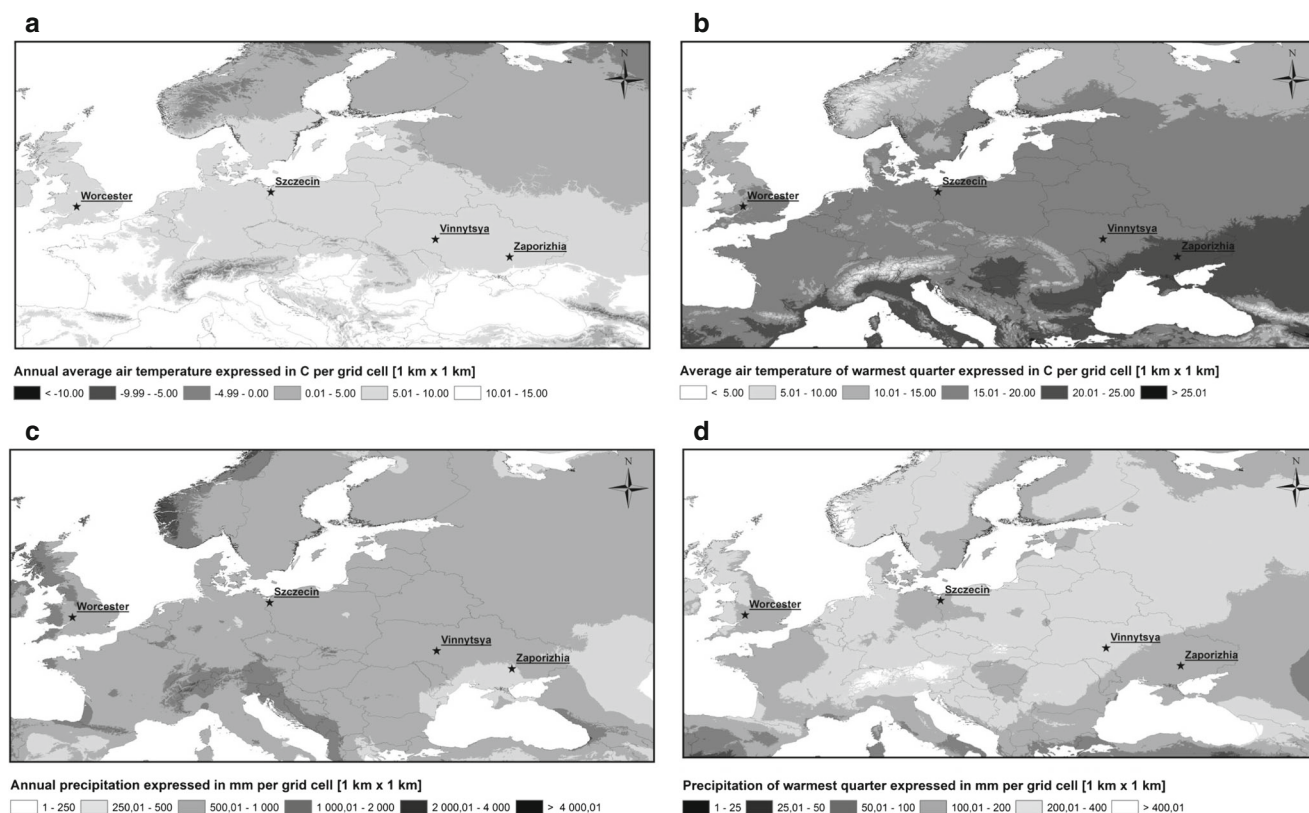 a
N
Worcester
Szczecin
Vinnytsya
Zaporizhia
Annual average air temperature expressed in C per grid cell [1 km x 1 km]
< -10.00 -9.99 - -5.00 -4.99 - 0.00 0.01 - 5.00 5.01 - 10.00 10.01 - 15.00
b
N
Worcester
Szczecin
Vinnytsya
Zaporizhia
Average air temperature of warmest quarter expressed in C per grid cell [1 km x 1 km]
< 5.00 5.01 - 10.00 10.01 - 15.00 15.01 - 20.00 20.01 - 25.00 > 25.01
c
N
Worcester
Szczecin
Vinnytsya
Zaporizhia
Annual precipitation expressed in mm per grid cell [1 km x 1 km]
1 - 250 250,01 - 500 500,01 - 1 000 1 000,01 - 2 000 2 000,01 - 4 000 > 4 000,01
d
N
Worcester
Szczecin
Vinnytsya
Zaporizhia
Precipitation of warmest quarter expressed in mm per grid cell [1 km x 1 km]
1 - 25 25,01 - 50 50,01 - 100 100,01 - 200 200,01 - 400 > 400,01